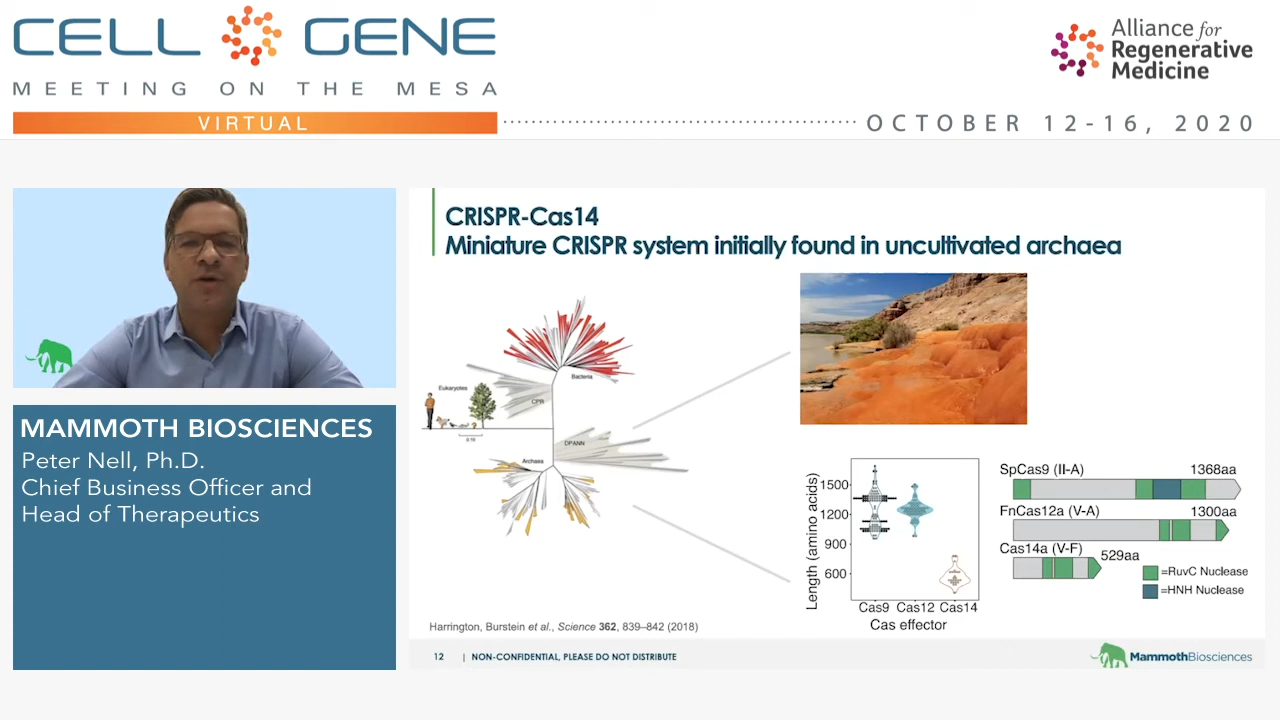 CELL GENE
MEETING ON THE MESA
VIRTUAL
Alliance for
Regenerative
Medicine
OCTOBER 12-16, 2020
MAMMOTH BIOSCIENCES
Peter Nell, Ph.D.
Chief Business Officer and
Head of Therapeutics
CRISPR-Cas14
Miniature CRISPR system initially found in uncultivated archaea
Bacteria
Eukaryotes
CPR
0.10
DPANN
Archaea
Length (amino acids)
1500
1200
900
600
Cas9 Cas12 Cas14
Cas effector
SpCas9 (II-A) 1368aa
FnCas12a (V-A) 1300aa
Cas14a (V-F) 529aa
=RuvC Nuclease
=HNH Nuclease
Harrington, Burstein et al., Science 362, 839–842 (2018)
12 | NON-CONFIDENTIAL, PLEASE DO NOT DISTRIBUTE
MammothBiosciences